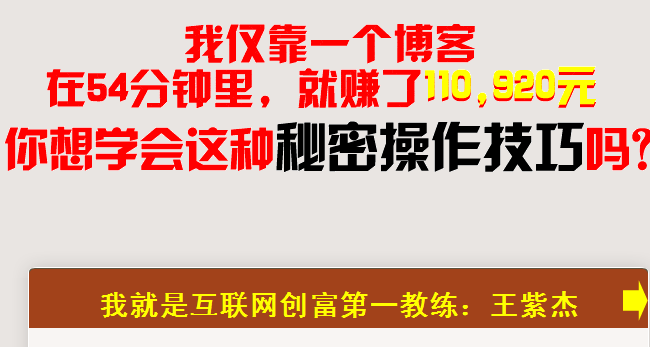 我仅靠一个博客
在54分钟里，就赚了110,920元
你想学会这种秘密操作技巧吗?
我就是互联网创富第一教练：王紫杰